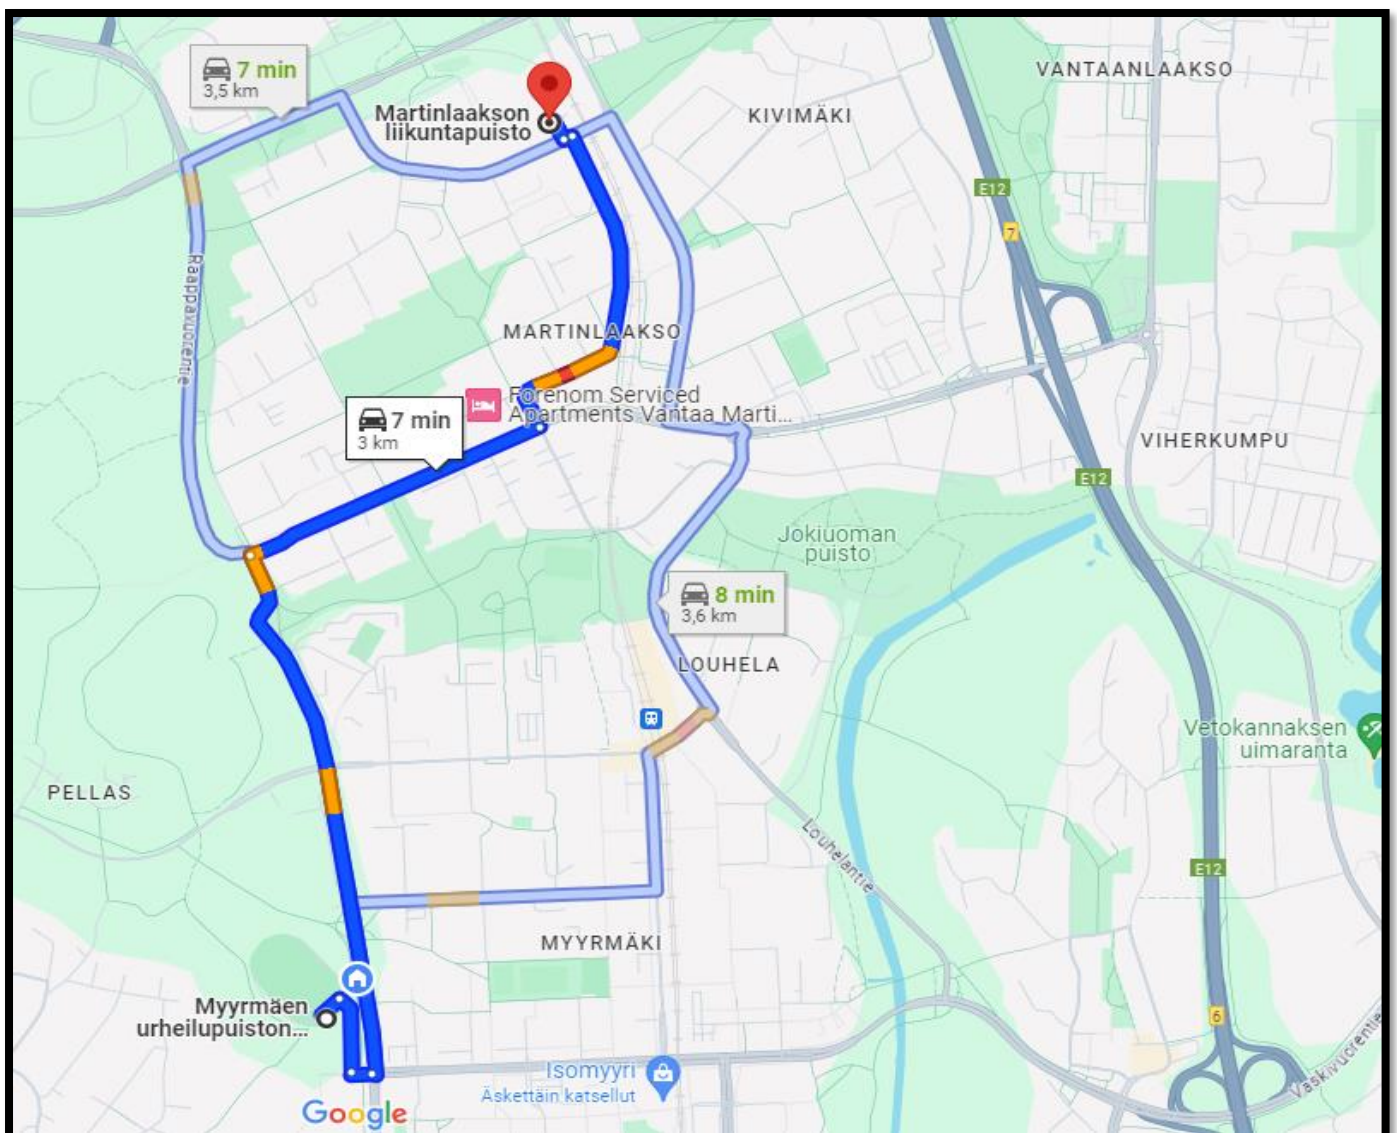 7 min
3,5 km
Martinlaakson
liikuntapuisto
KIVIMÄKI
VANTAANLAAKSO
E12
7
Raappavuorentie
MARTINLAAKSO
Forenom Serviced
Apartments Vantaa Marti...
7 min
3 km
VIHERKUMPU
E12
Jokiuoman
puisto
8 min
3,6 km
LOUHELA
Vetokannaksen
uimaranta
PELLAS
Louhelantie
E12
MYYRMÄKI
Myyrmäen
urheilupuiston...
6
Vaskivuorentie
Isomyyri
Äskettäin katsellut
Google